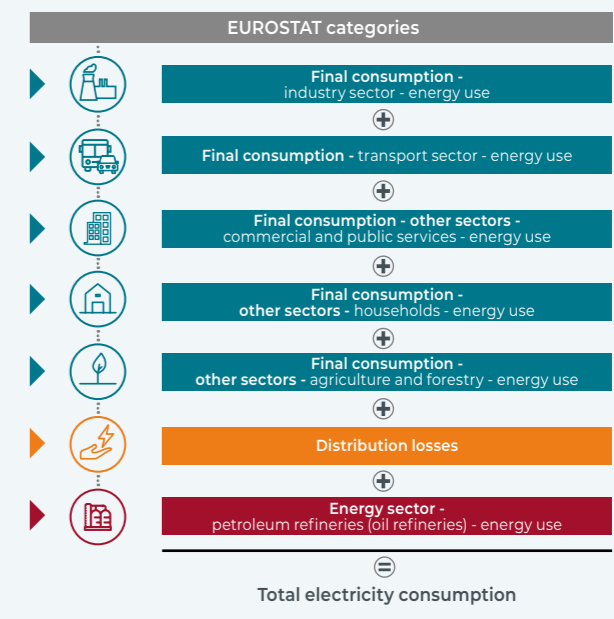 EUROSTAT categories
Final consumption -
industry sector - energy use
+
Final consumption - transport sector - energy use
+
Final consumption - other sectors -
commercial and public services - energy use
+
Final consumption -
other sectors - households - energy use
+
Final consumption -
other sectors - agriculture and forestry - energy use
+
Distribution losses
+
Energy sector -
petroleum refineries (oil refineries) - energy use
=
Total electricity consumption